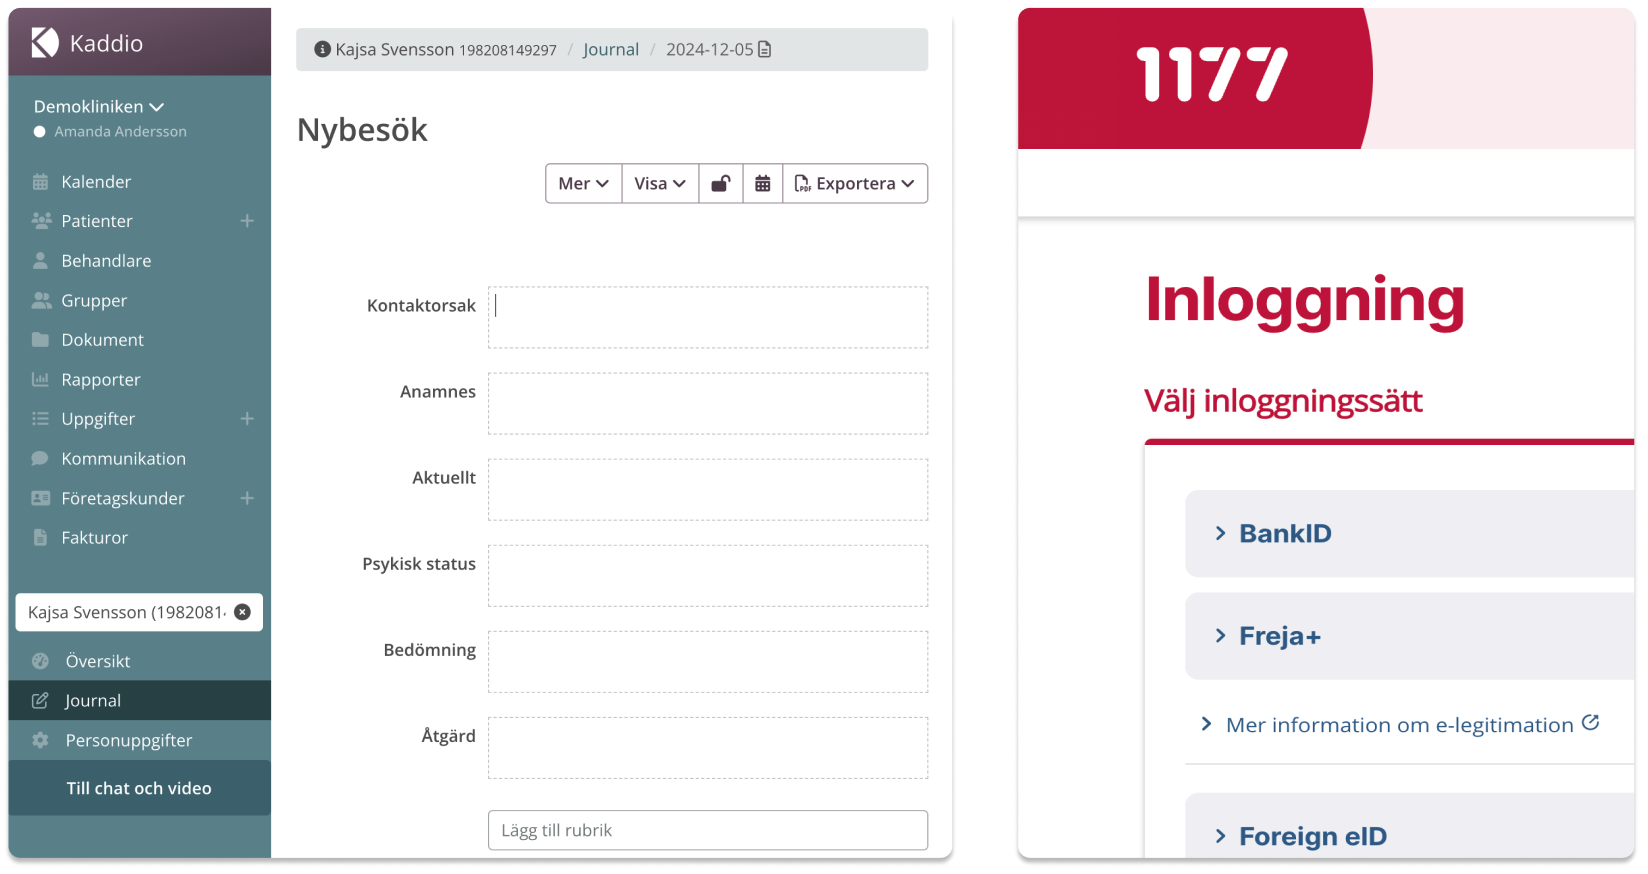 Kaddio
Demokliniken
Amanda Andersson
Kalender
Patienter
Behandlare
Grupper
Dokument
Rapporter
Uppgifter
Kommunikation
Företagskunder
Fakturor
Kajsa Svensson (1982081
Översikt
Journal
Personuppgifter
Till chat och video
Kajsa Svensson 198208149297 / Journal / 2024-12-05
Nybesök
Mer Visa Exportera
Kontaktorsak
Anamnes
Aktuellt
Psykisk status
Bedömning
Åtgärd
Lägg till rubrik
1177
Inloggning
Välj inloggningssätt
BankID
Freja+
Mer information om e-legitimation
Foreign eID